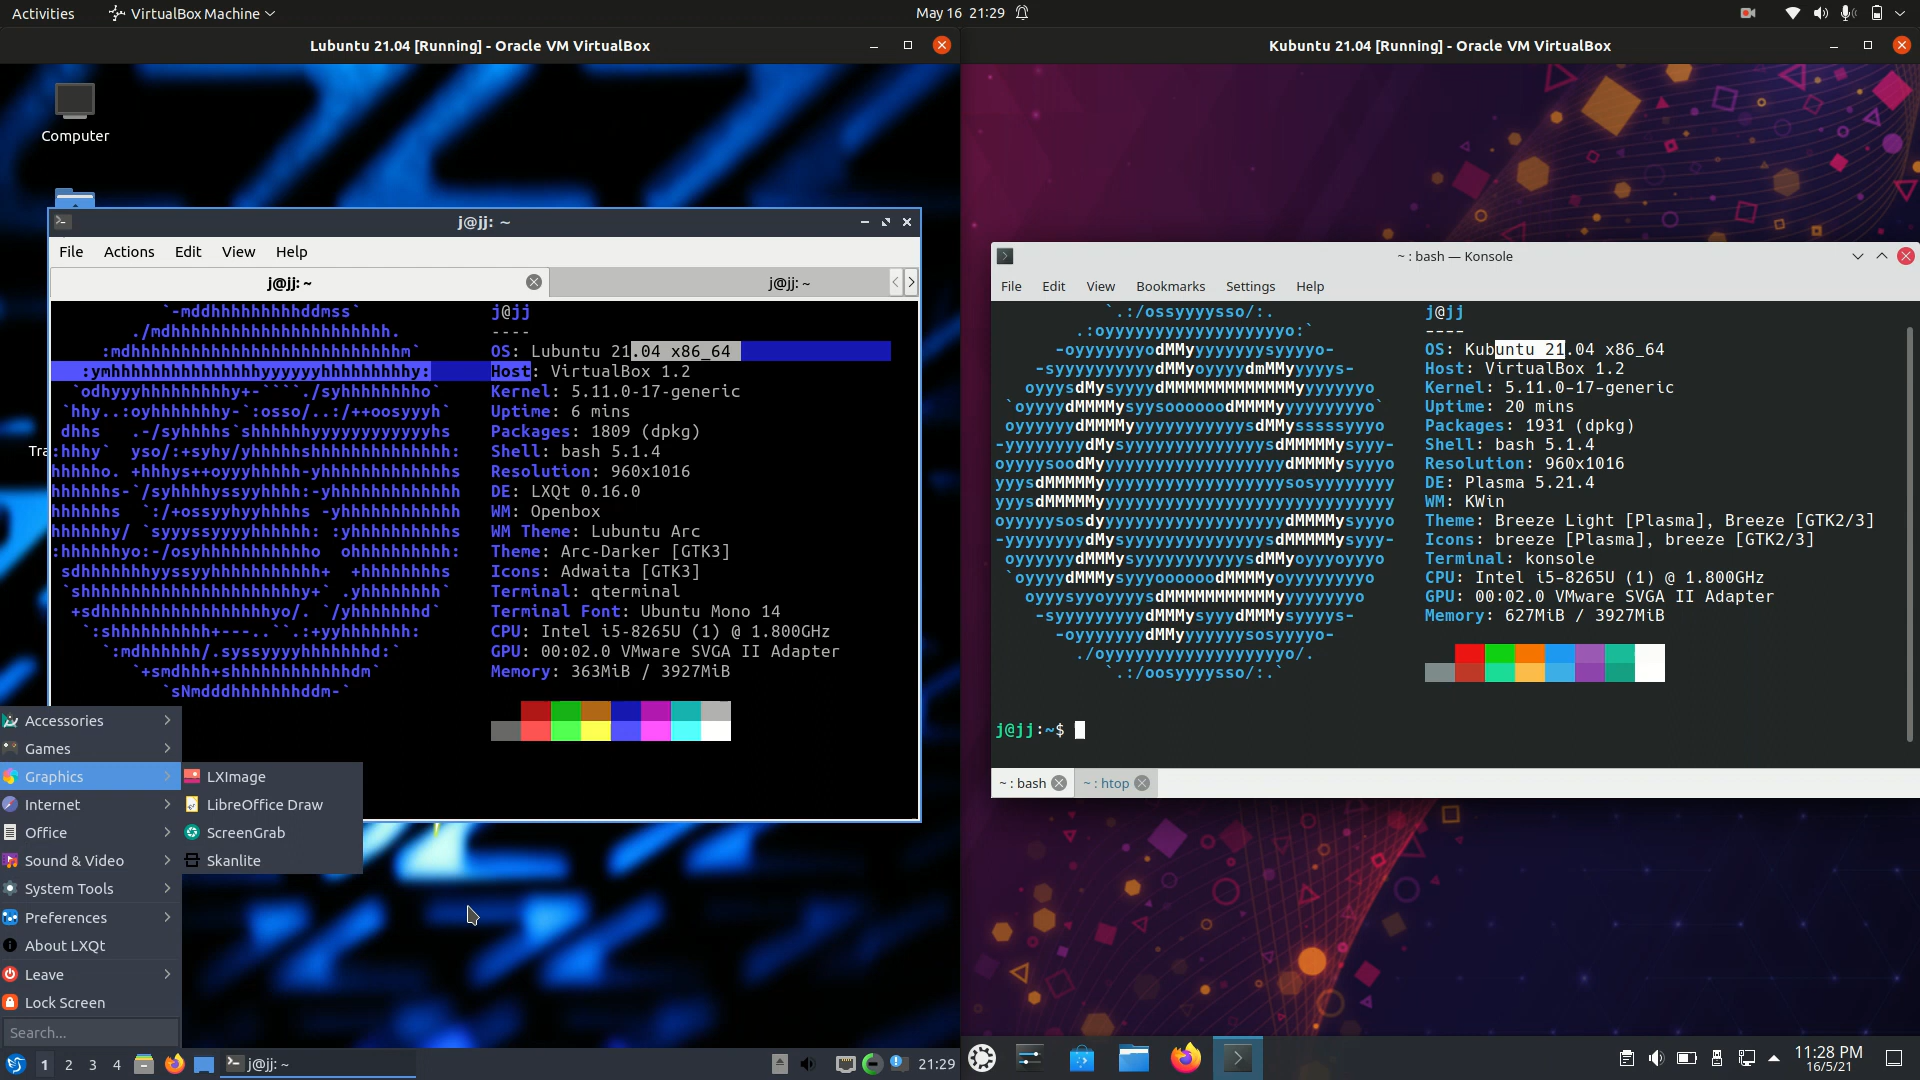 Activities
VirtualBox Machine
May 16 21:29
Lubuntu 21.04 [Running] - Oracle VM VirtualBox
Kubuntu 21.04 [Running] - Oracle VM VirtualBox
Computer
j@jj: ~
File Actions Edit View Help
j@jj: ~
j@jj: ~
j@jj
----
OS: Lubuntu 21.04 x86_64
Host: VirtualBox 1.2
Kernel: 5.11.0-17-generic
Uptime: 6 mins
Packages: 1809 (dpkg)
Shell: bash 5.1.4
Resolution: 960x1016
DE: LXQt 0.16.0
WM: Openbox
WM Theme: Lubuntu Arc
Theme: Arc-Darker [GTK3]
Icons: Adwaita [GTK3]
Terminal: qterminal
Terminal Font: Ubuntu Mono 14
CPU: Intel i5-8265U (1) @ 1.800GHz
GPU: 00:02.0 VMware SVGA II Adapter
Memory: 363MiB / 3927MiB
Tra
Accessories
Games
Graphics
Internet
Office
Sound & Video
System Tools
Preferences
About LXQt
Leave
Lock Screen
Search...
LXImage
LibreOffice Draw
ScreenGrab
Skanlite
1 2 3 4
j@jj: ~
21:29
~ : bash — Konsole
File Edit View Bookmarks Settings Help
j@jj
----
OS: Kubuntu 21.04 x86_64
Host: VirtualBox 1.2
Kernel: 5.11.0-17-generic
Uptime: 20 mins
Packages: 1931 (dpkg)
Shell: bash 5.1.4
Resolution: 960x1016
DE: Plasma 5.21.4
WM: KWin
Theme: Breeze Light [Plasma], Breeze [GTK2/3]
Icons: breeze [Plasma], breeze [GTK2/3]
Terminal: konsole
CPU: Intel i5-8265U (1) @ 1.800GHz
GPU: 00:02.0 VMware SVGA II Adapter
Memory: 627MiB / 3927MiB
j@jj:~$
~ : bash
~ : htop
11:28 PM
16/5/21